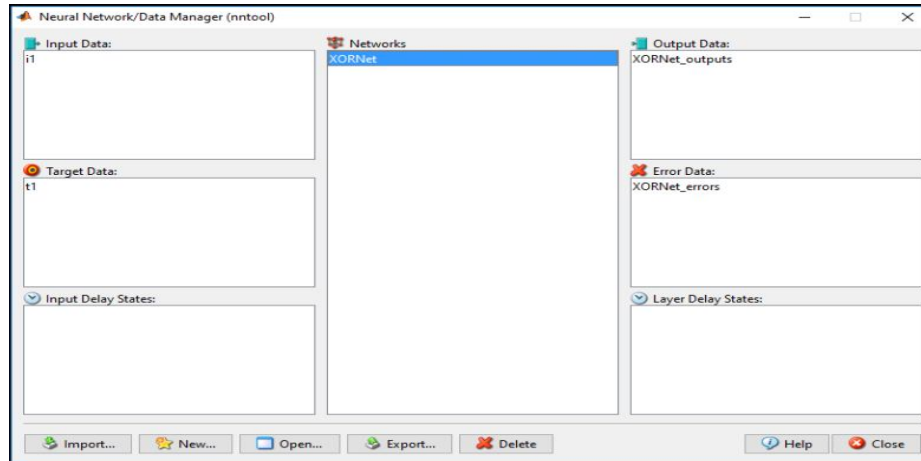 Neural Network/Data Manager (nntool)
Input Data:
i1
Networks
XORNet
Output Data:
XORNet_outputs
Target Data:
t1
Error Data:
XORNet_errors
Input Delay States:
Layer Delay States:
Import...
New...
Open...
Export...
Delete
Help
Close